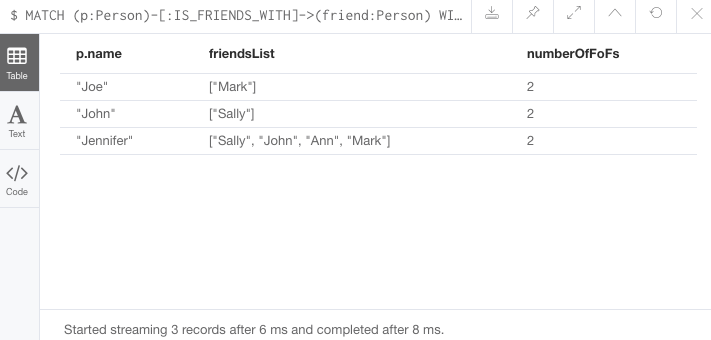 $ MATCH (p:Person)-[:IS_FRIENDS_WITH]->(friend:Person) WI…
Table
Text
Code
p.name friendsList numberOfFoFs
"Joe" ["Mark"] 2
"John" ["Sally"] 2
"Jennifer" ["Sally", "John", "Ann", "Mark"] 2
Started streaming 3 records after 6 ms and completed after 8 ms.